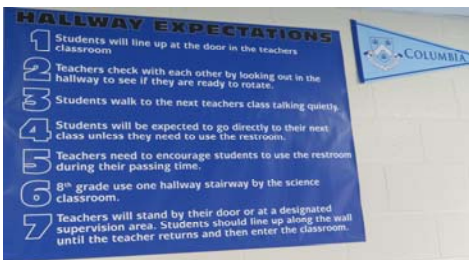 HALLWAY EXPECTATIONS
1 Students will line up at the door in the teachers
classroom
2 Teachers check with each other by looking out in the
hallway to see if they are ready to rotate.
3 Students walk to the next teachers class talking quietly.
4 Students will be expected to go directly to their next
class unless they need to use the restroom.
5 Teachers need to encourage students to use the restroom
during their passing time.
6 8th grade use one hallway stairway by the science
classroom.
7 Teachers will stand by their door or at a designated
supervision area. Students should line up along the wall
until the teacher returns and then enter the classroom.
COLUMBIA